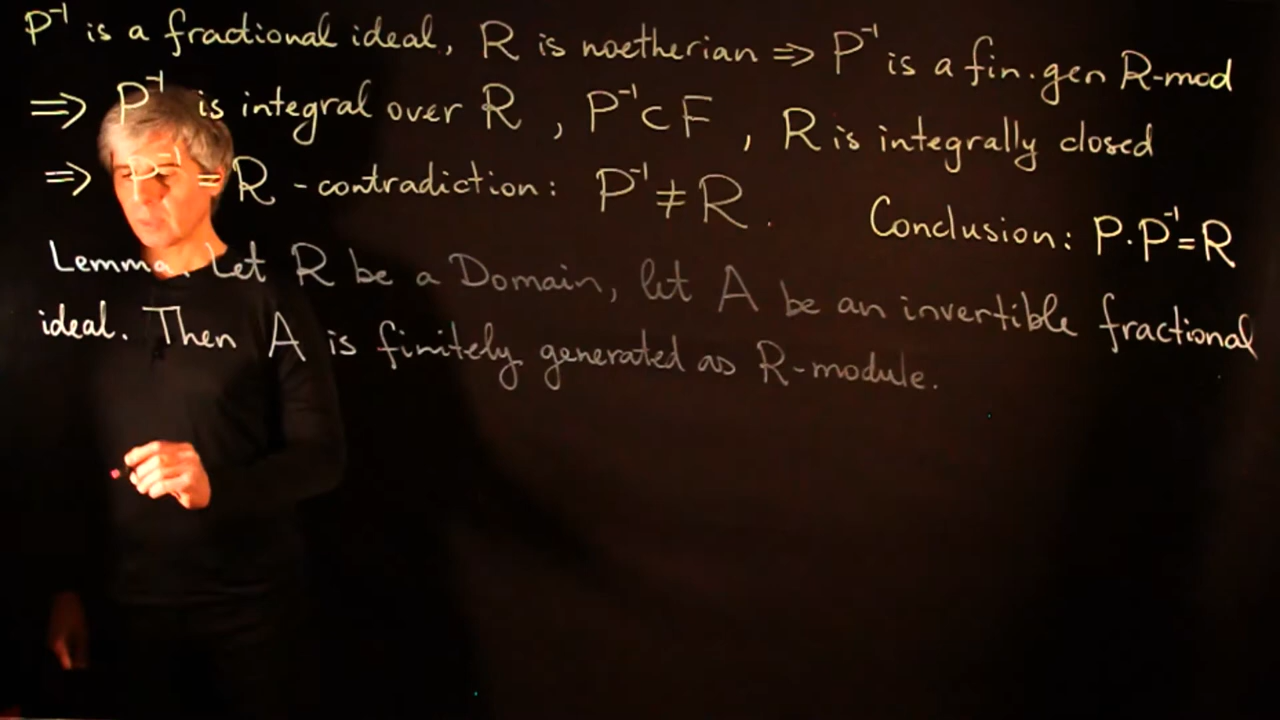 P⁻¹ is a fractional ideal, R is noetherian ⇒ P⁻¹ is a fin. gen R-mod
⇒ P⁻¹ is integral over R , P⁻¹ ⊂ F , R is integrally closed
⇒ P⁻¹ = R - contradiction: P⁻¹ ≠ R . Conclusion: P·P⁻¹=R
Lemma. Let R be a Domain, let A be an invertible fractional
ideal. Then A is finitely generated as R-module.